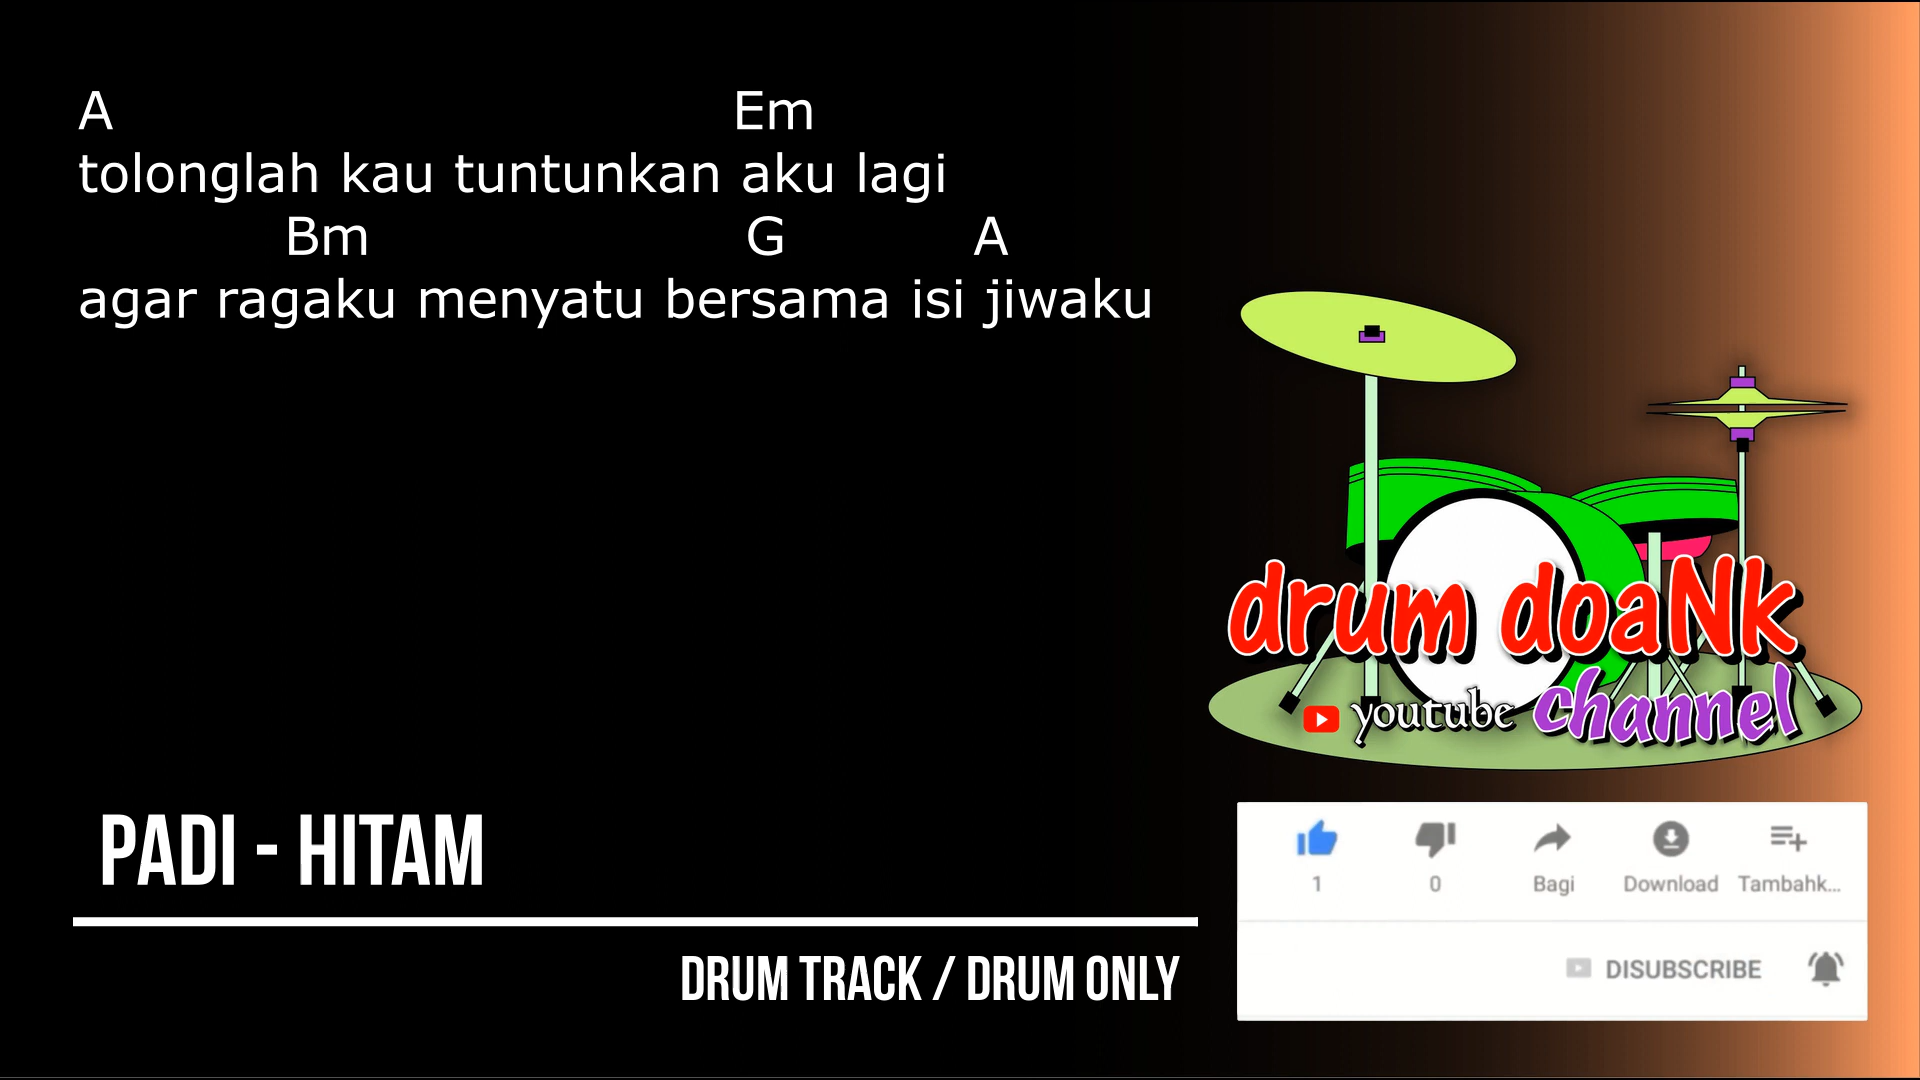 A Em
tolonglah kau tuntunkan aku lagi
Bm G A
agar ragaku menyatu bersama isi jiwaku
drum doaNk
youtube channel
PADI - HITAM
DRUM TRACK / DRUM ONLY
1 0 Bagi Download Tambahk...
DISUBSCRIBE